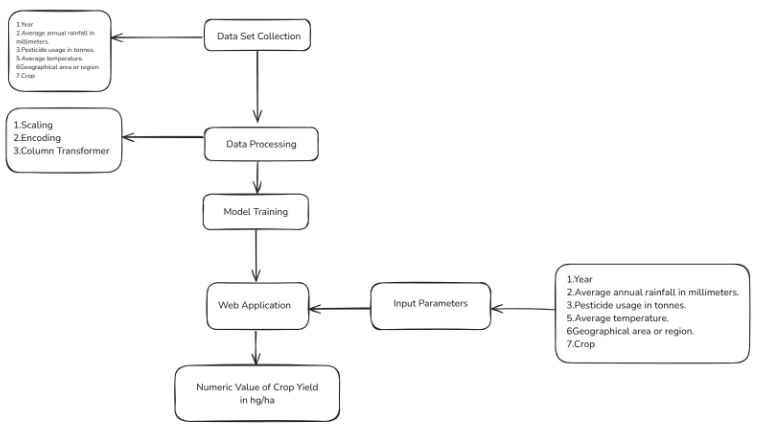 1.Year
2.Average annual rainfall in
millimeters.
3.Pesticide usage in tonnes.
5.Average temperature.
6Geographical area or region.
7.Crop
Data Set Collection
1.Scaling
2.Encoding
3.Column Transformer
Data Processing
Model Training
Web Application
Input Parameters
1.Year
2.Average annual rainfall in millimeters.
3.Pesticide usage in tonnes.
5.Average temperature.
6Geographical area or region.
7.Crop
Numeric Value of Crop Yield
in hg/ha